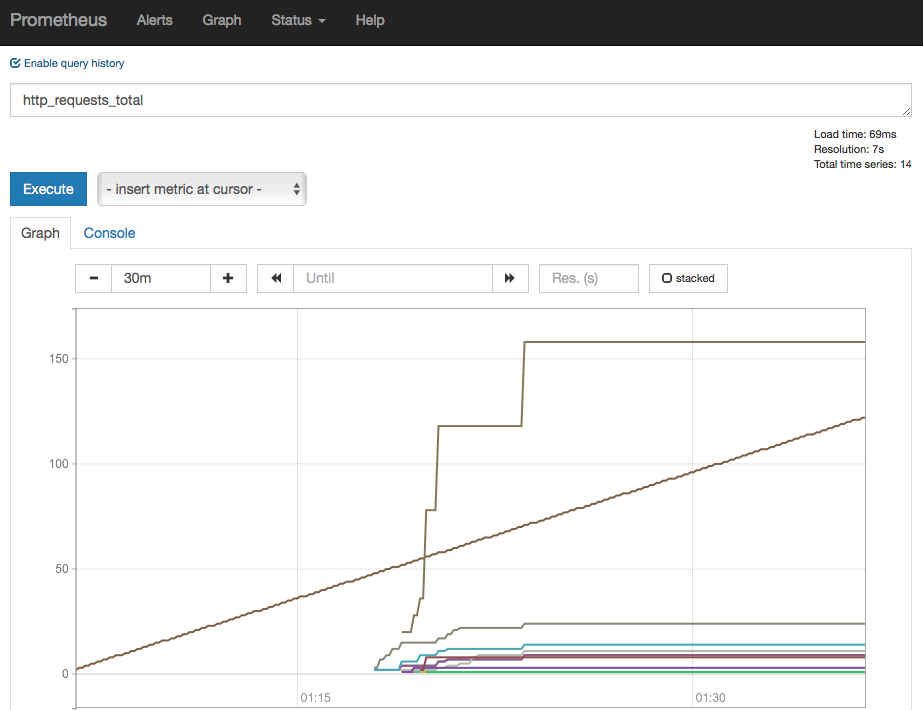 Prometheus Alerts Graph Status Help
Enable query history
http_requests_total
Load time: 69ms
Resolution: 7s
Total time series: 14
Execute - insert metric at cursor -
Graph Console
- 30m + Until Res. (s) stacked
150
100
50
0
01:15 01:30